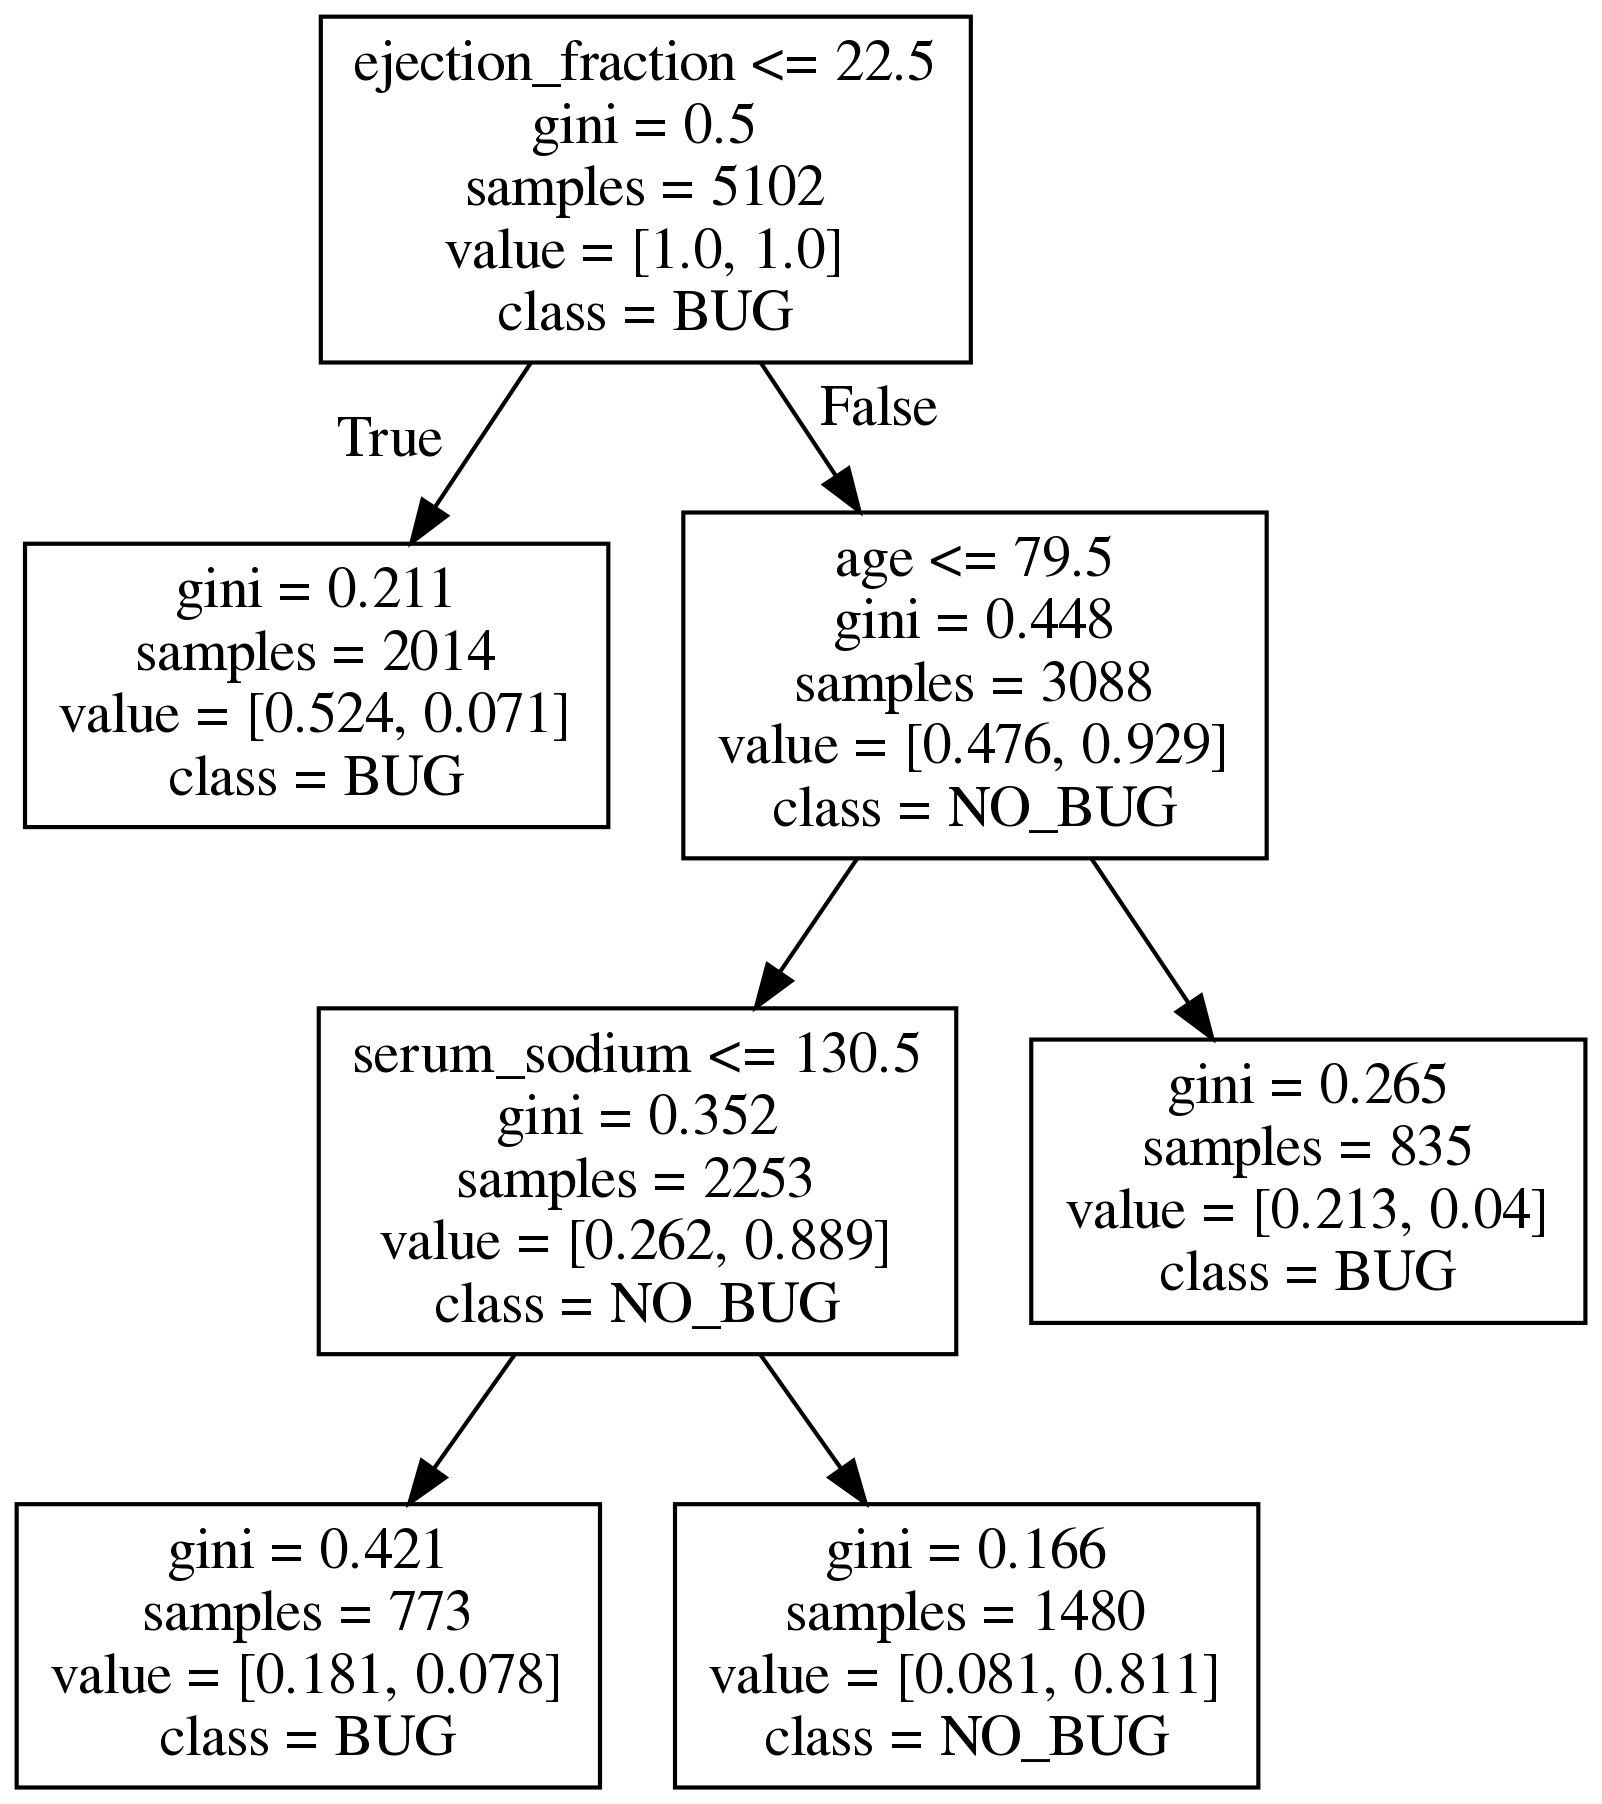 ejection_fraction <= 22.5
gini = 0.5
samples = 5102
value = [1.0, 1.0]
class = BUG
True
False
gini = 0.211
samples = 2014
value = [0.524, 0.071]
class = BUG
age <= 79.5
gini = 0.448
samples = 3088
value = [0.476, 0.929]
class = NO_BUG
serum_sodium <= 130.5
gini = 0.352
samples = 2253
value = [0.262, 0.889]
class = NO_BUG
gini = 0.265
samples = 835
value = [0.213, 0.04]
class = BUG
gini = 0.421
samples = 773
value = [0.181, 0.078]
class = BUG
gini = 0.166
samples = 1480
value = [0.081, 0.811]
class = NO_BUG